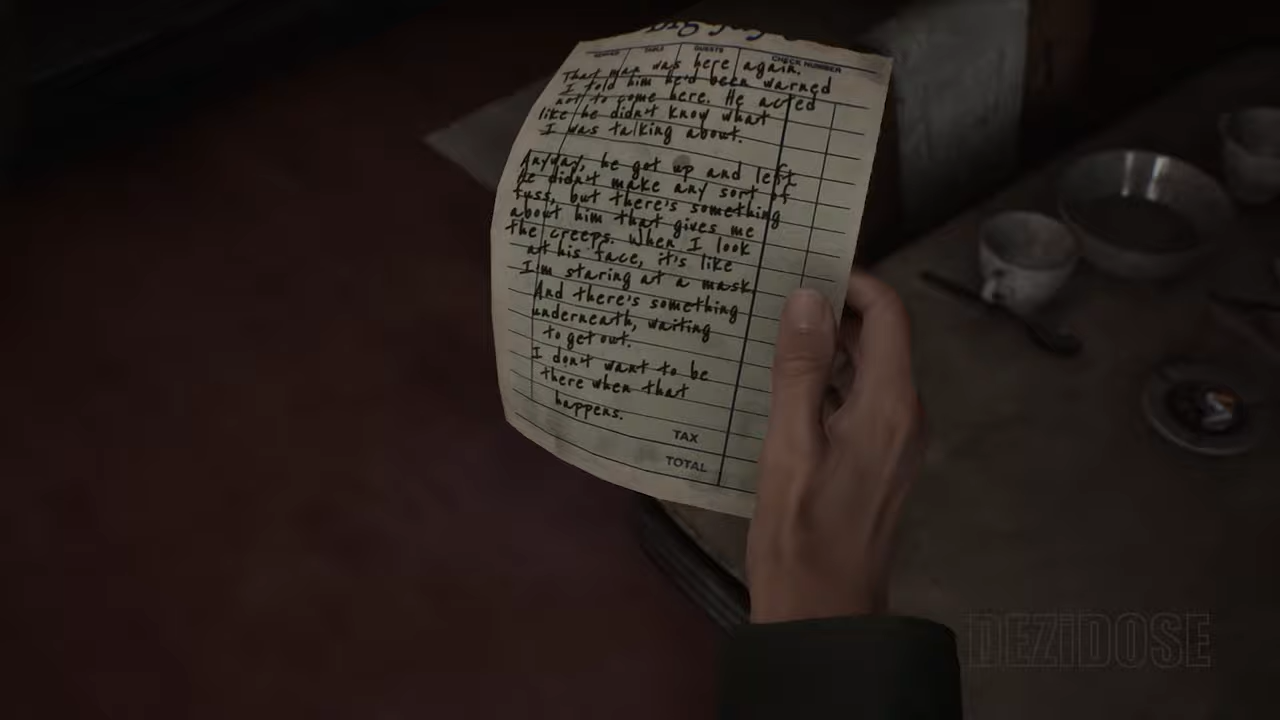 TABLE GUESTS CHECK NUMBER
That man was here again.
I told him he'd been warned
not to come here. He acted
like he didn't know what
I was talking about.
Anyway, he got up and left
He didn't make any sort of
fuss, but there's something
about him that gives me
the creeps. When I look
at his face, it's like
I'm staring at a mask.
And there's something
underneath, waiting
to get out.
I don't want to be
there when that
happens.
TAX
TOTAL
DEZiDOSE